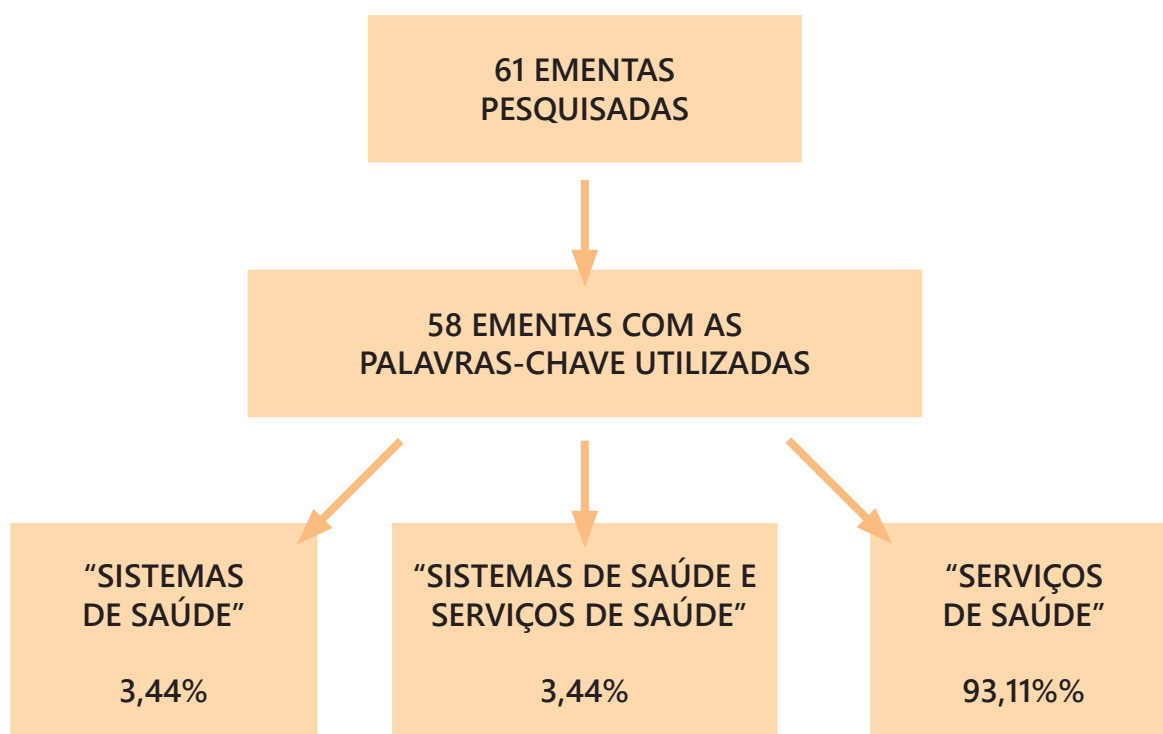 61 EMENTAS
PESQUISADAS
58 EMENTAS COM AS
PALAVRAS-CHAVE UTILIZADAS
“SISTEMAS
DE SAÚDE”
3,44%
“SISTEMAS DE SAÚDE E
SERVIÇOS DE SAÚDE”
3,44%
“SERVIÇOS
DE SAÚDE”
93,11%%